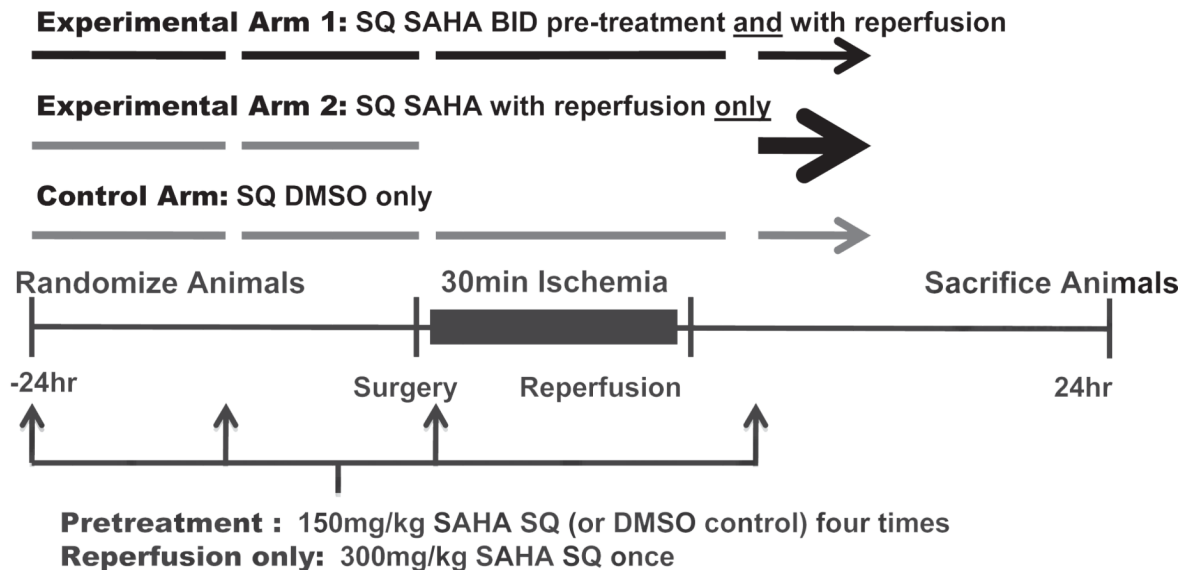 Experimental Arm 1: SQ SAHA BID pre-treatment and with reperfusion
Experimental Arm 2: SQ SAHA with reperfusion only
Control Arm: SQ DMSO only
Randomize Animals 30min Ischemia Sacrifice Animals
-24hr Surgery Reperfusion 24hr
Pretreatment : 150mg/kg SAHA SQ (or DMSO control) four times
Reperfusion only: 300mg/kg SAHA SQ once